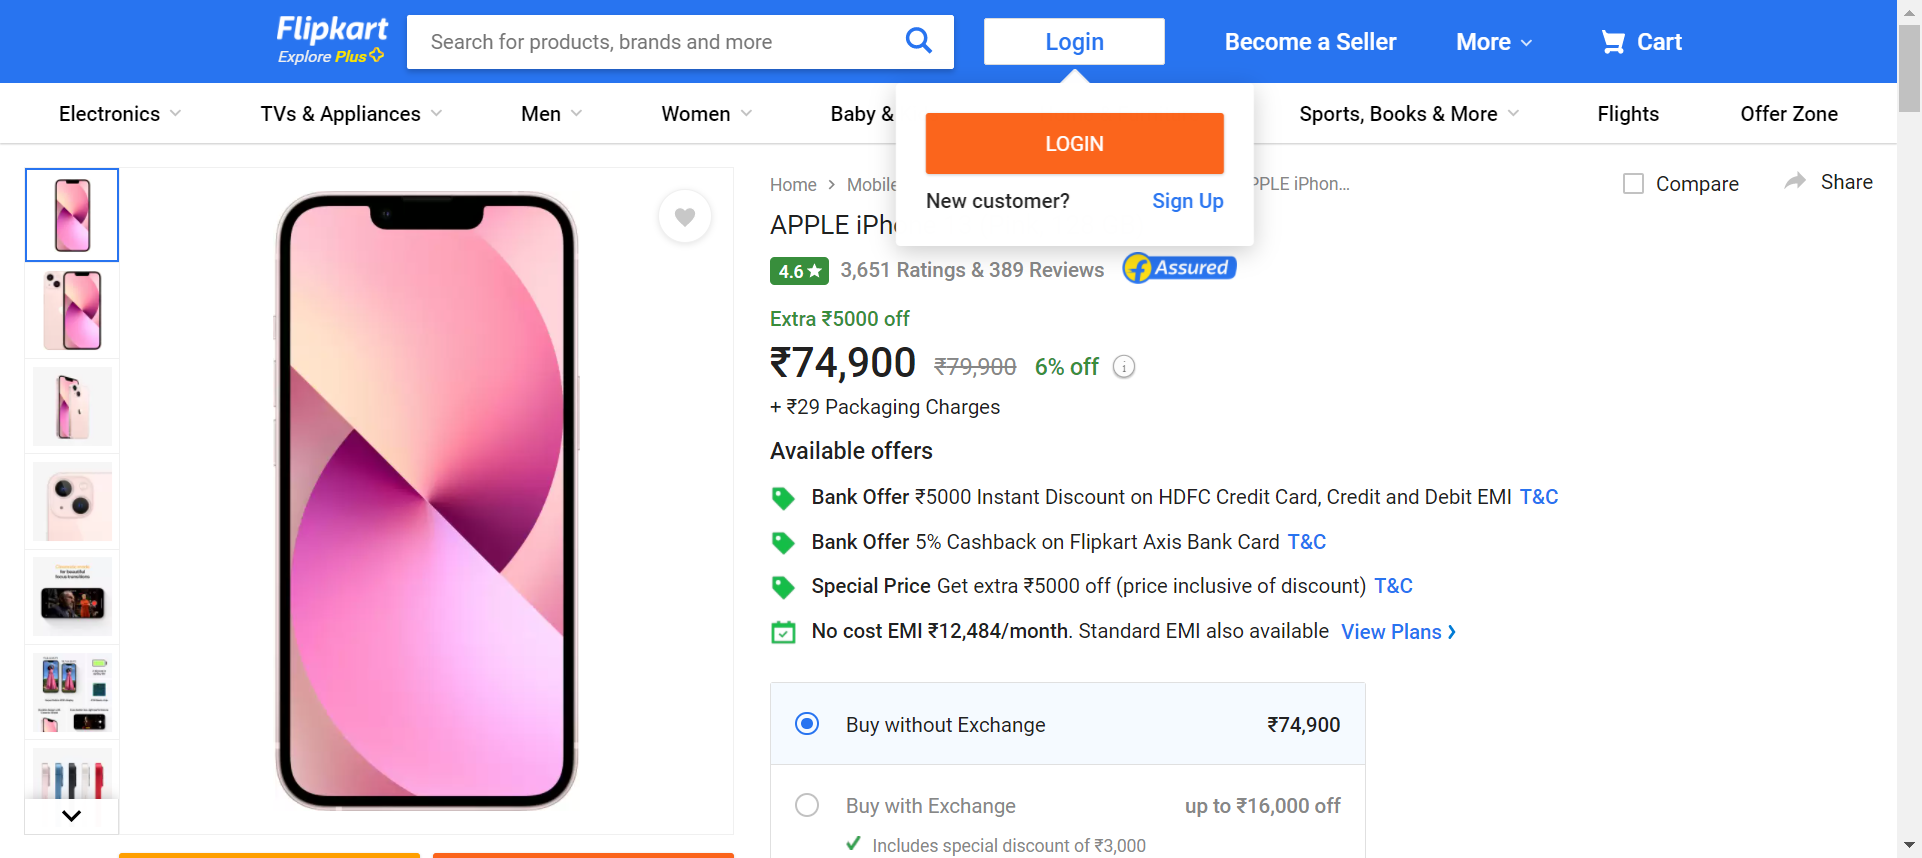 Flipkart
Explore Plus
Search for products, brands and more
Login
Become a Seller
More
Cart
Electronics
TVs & Appliances
Men
Women
Baby &
Sports, Books & More
Flights
Offer Zone
LOGIN
New customer? Sign Up
Home
Mobile
PPLE iPhon...
Compare
Share
APPLE iPho
4.6 3,651 Ratings & 389 Reviews Assured
Extra ₹5000 off
₹74,900 ₹79,900 6% off
+ ₹29 Packaging Charges
Available offers
Bank Offer ₹5000 Instant Discount on HDFC Credit Card, Credit and Debit EMI T&C
Bank Offer 5% Cashback on Flipkart Axis Bank Card T&C
Special Price Get extra ₹5000 off (price inclusive of discount) T&C
No cost EMI ₹12,484/month. Standard EMI also available View Plans
Buy without Exchange ₹74,900
Buy with Exchange up to ₹16,000 off
Includes special discount of ₹3,000
for beautiful
focus transitions